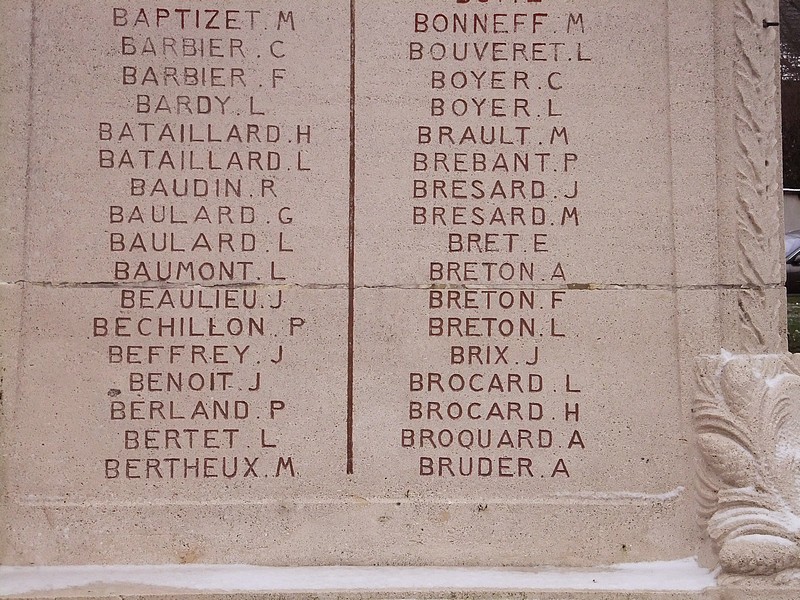 BAPTIZET.M
BARBIER.C
BARBIER.F
BARDY.L
BATAILLARD.H
BATAILLARD.L
BAUDIN.R
BAULARD.G
BAULARD.L
BAUMONT.L
BEAULIEU.J
BECHILLON.P
BEFFREY.J
BENOIT.J
BERLAND.P
BERTET.L
BERTHEUX.M
BONNEFF.M
BOUVERET.L
BOYER.C
BOYER.L
BRAULT.M
BREBANT.P
BRESARD.J
BRESARD.M
BRET.E
BRETON.A
BRETON.F
BRETON.L
BRIX.J
BROCARD.L
BROCARD.H
BROQUARD.A
BRUDER.A